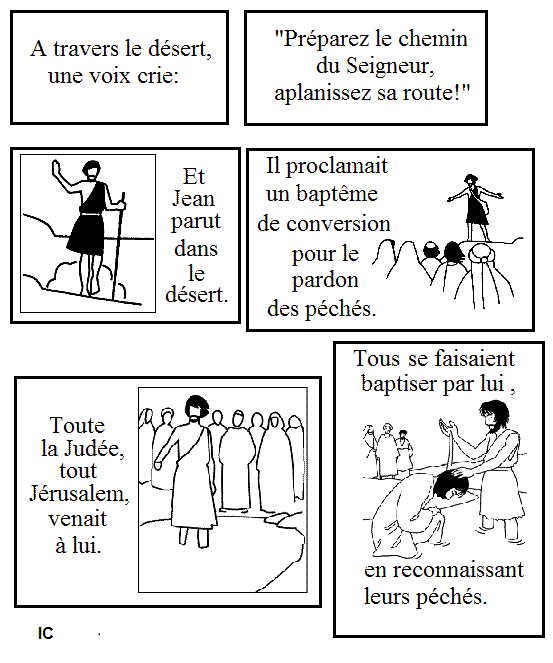 A travers le désert,
une voix crie:
"Préparez le chemin
du Seigneur,
aplanissez sa route!"
Et
Jean
parut
dans
le
désert.
Il proclamait
un baptême
de conversion
pour le
pardon
des péchés.
Toute
la Judée,
tout
Jérusalem,
venait
à lui.
Tous se faisaient
baptiser par lui ,
en reconnaissant
leurs péchés.
IC